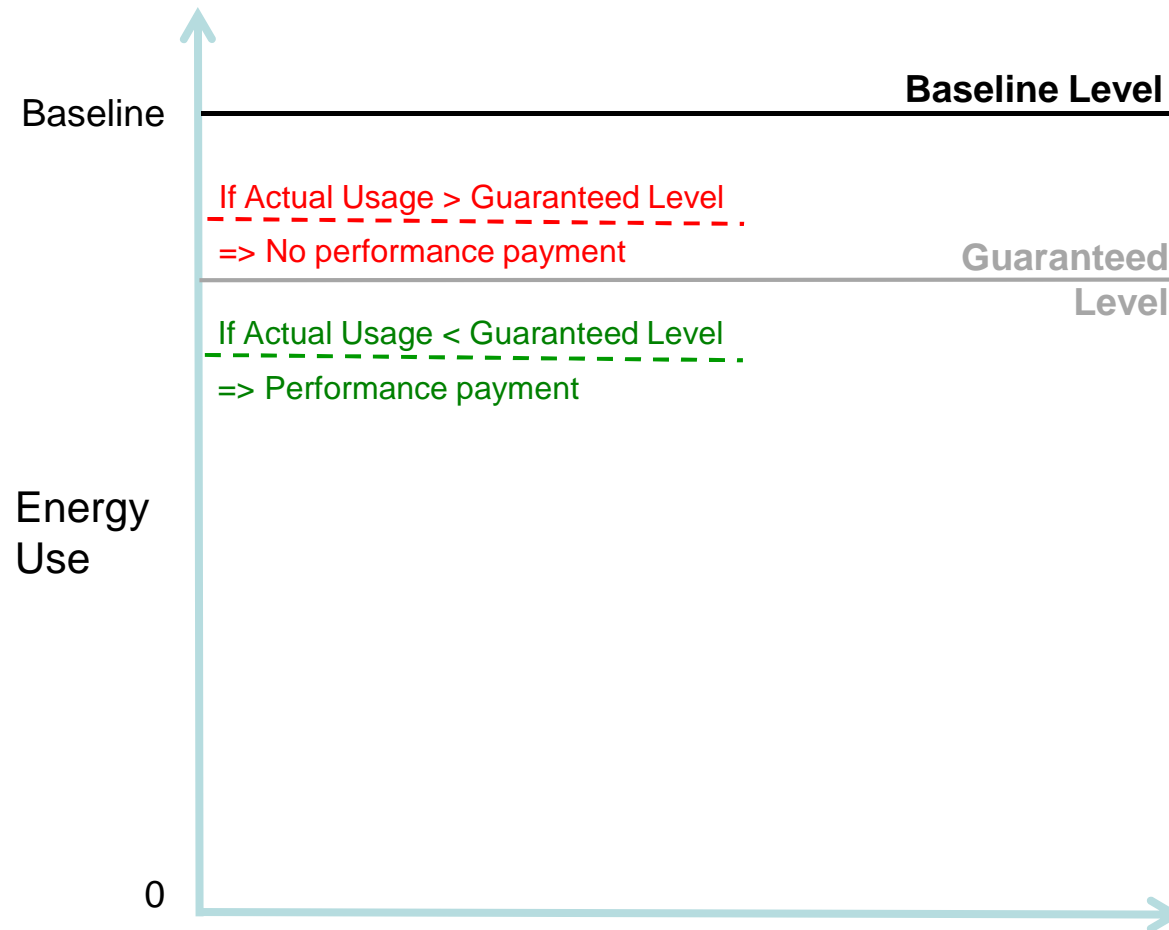 Baseline Level
Baseline
If Actual Usage > Guaranteed Level
=> No performance payment
Guaranteed
Level
If Actual Usage < Guaranteed Level
=> Performance payment
Energy
Use
0